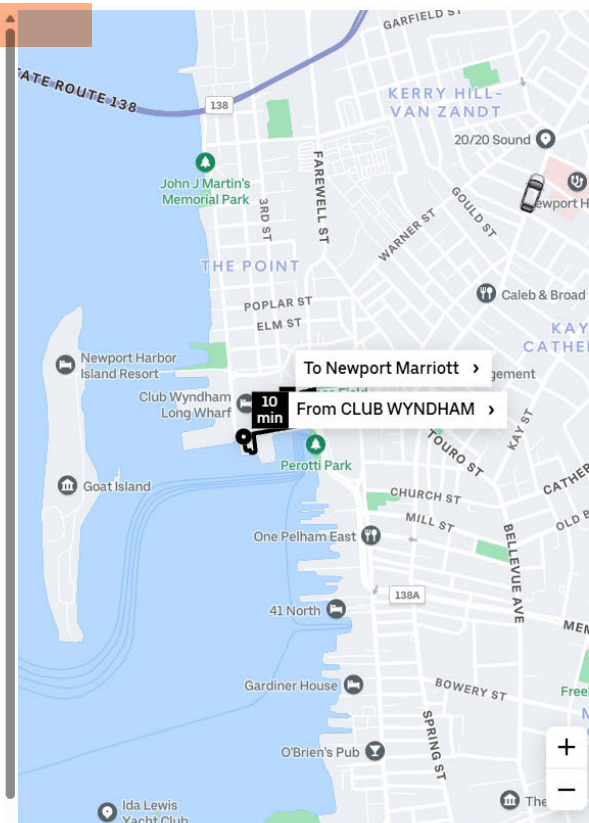 GARFIELD ST
STATE ROUTE 138
138
KERRY HILL-
VAN ZANDT
20/20 Sound
John J Martin's
Memorial Park
FAREWELL ST
3RD ST
GOULD ST
WARNER ST
ewport H
THE POINT
POPLAR ST
ELM ST
Caleb & Broad
KAY
CATHE
Newport Harbor
Island Resort
To Newport Marriott ›
gement
Club Wyndham
Long Wharf
10
min
From CLUB WYNDHAM ›
KAY ST
TOURO ST
Perotti Park
CATHER
Goat Island
CHURCH ST
MILL ST
OLD B
BELLEVUE AVE
One Pelham East
138A
41 North
MEM
Gardiner House
BOWERY ST
Free
SPRING ST
O'Brien's Pub
+
−
The
Ida Lewis
Yacht Club